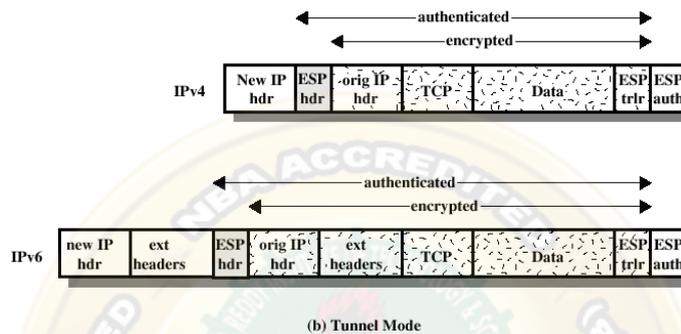 authenticated
encrypted
IPv4
New IP hdr
ESP hdr
orig IP hdr
TCP
Data
ESP trlr
ESP auth
NBA ACCREDITED
authenticated
encrypted
IPv6
new IP hdr
ext headers
ESP hdr
orig IP hdr
ext headers
TCP
Data
ESP trlr
ESP auth
(b) Tunnel Mode